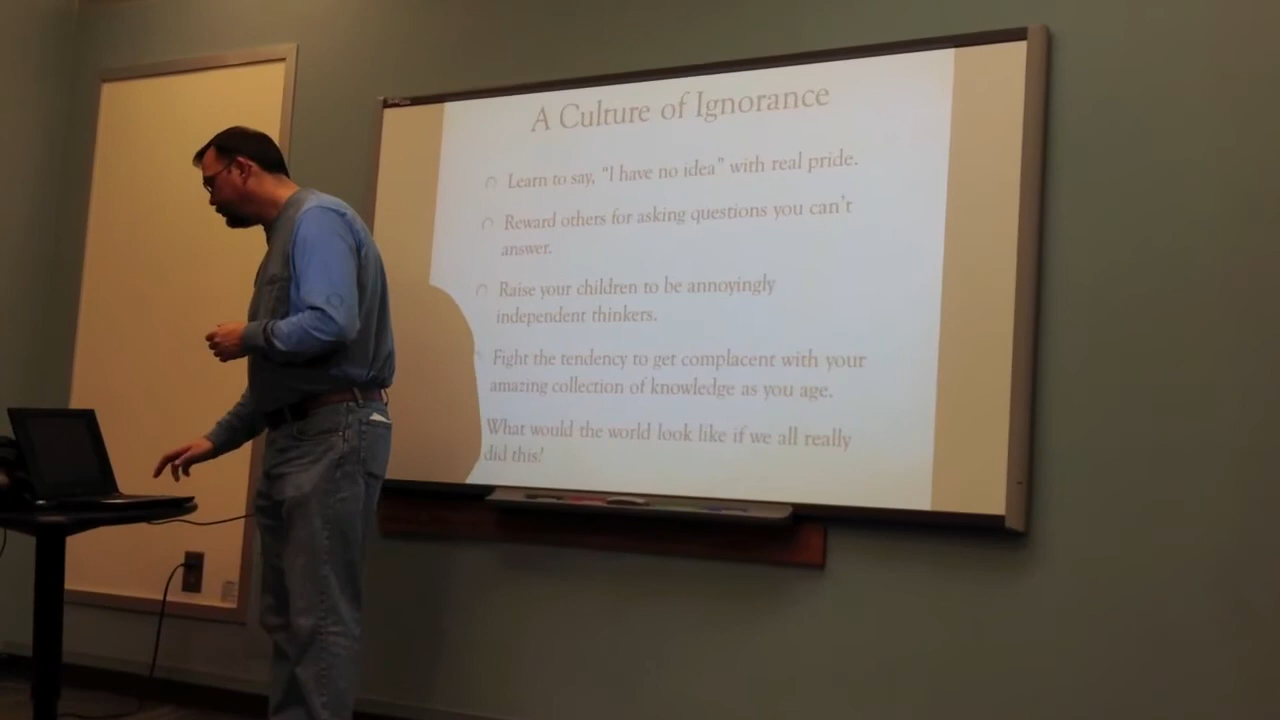 A Culture of Ignorance
Learn to say, "I have no idea" with real pride.
Reward others for asking questions you can't
answer.
Raise your children to be annoyingly
independent thinkers.
Fight the tendency to get complacent with your
amazing collection of knowledge as you age.
What would the world look like if we all really
did this?